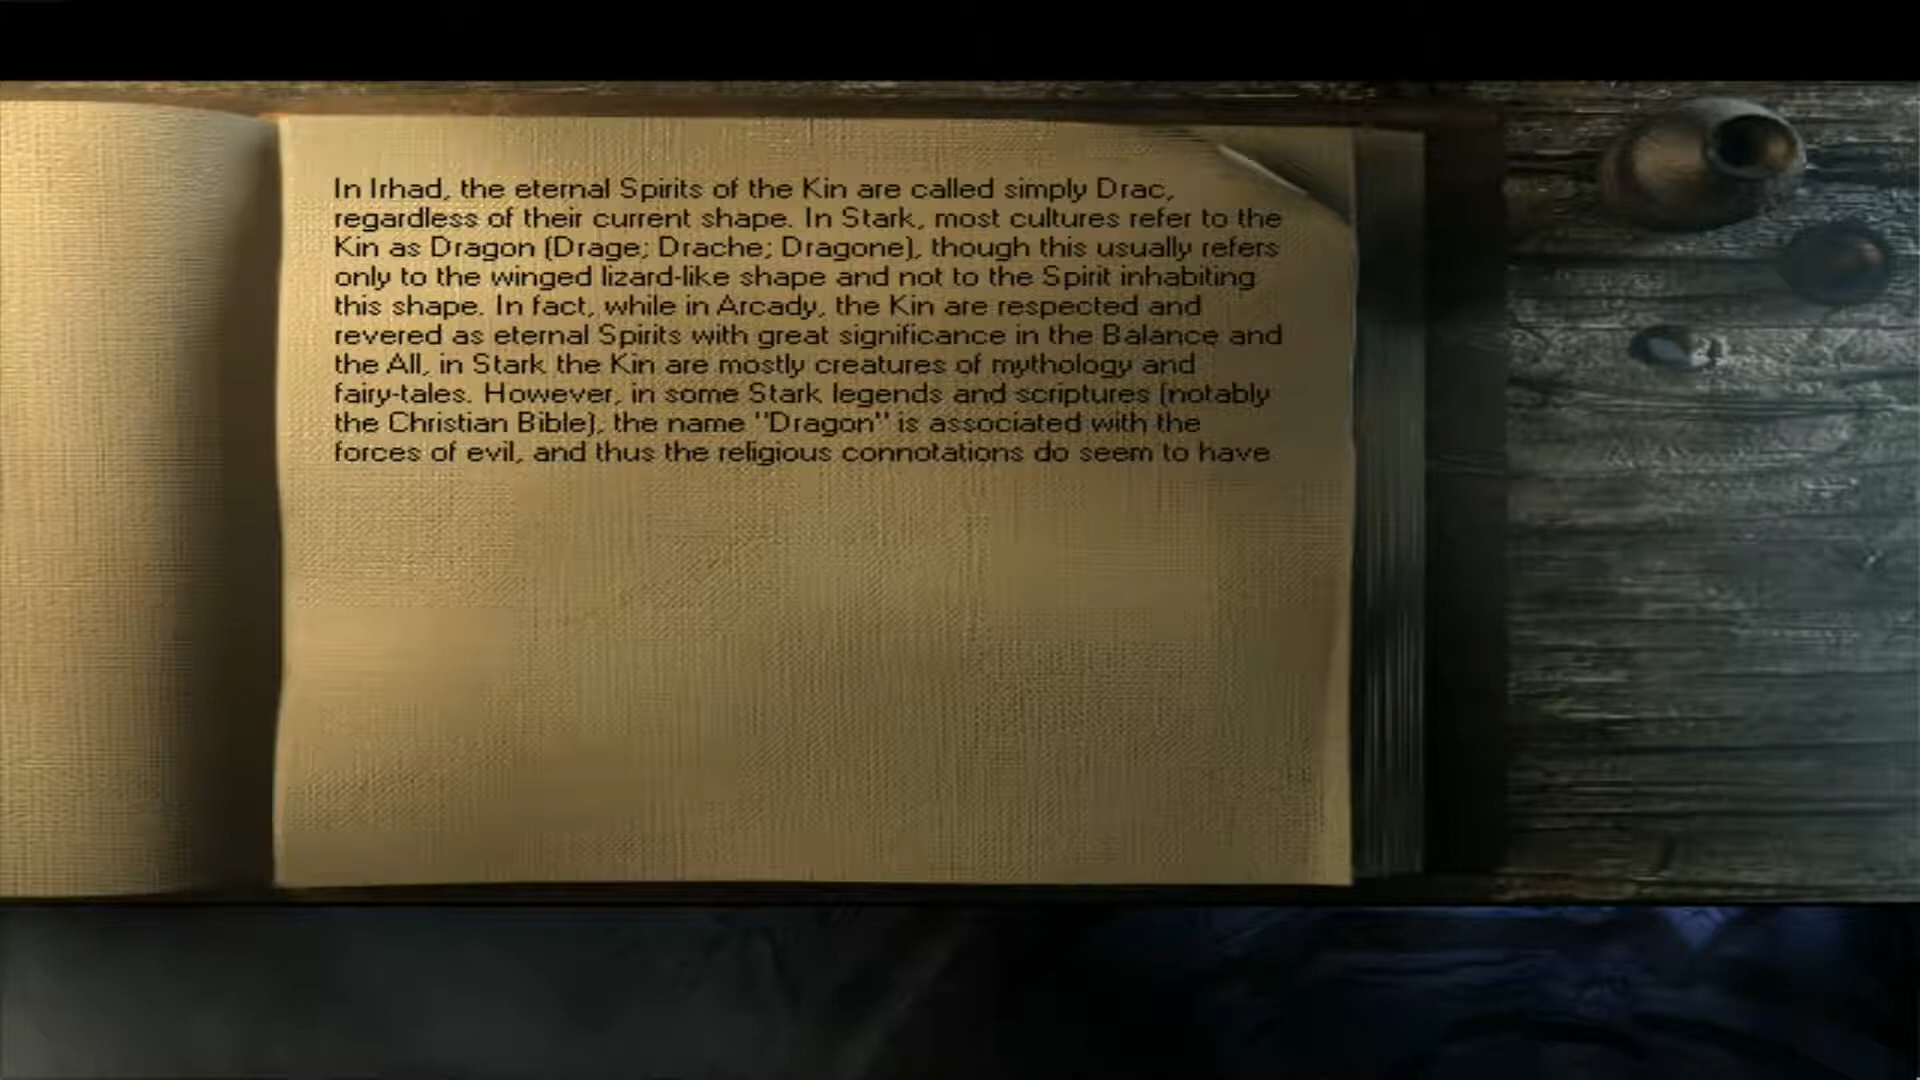 In Irhad, the eternal Spirits of the Kin are called simply Drac,
regardless of their current shape. In Stark, most cultures refer to the
Kin as Dragon (Drage; Drache; Dragone), though this usually refers
only to the winged lizard-like shape and not to the Spirit inhabiting
this shape. In fact, while in Arcady, the Kin are respected and
revered as eternal Spirits with great significance in the Balance and
the All, in Stark the Kin are mostly creatures of mythology and
fairy-tales. However, in some Stark legends and scriptures (notably
the Christian Bible), the name "Dragon" is associated with the
forces of evil, and thus the religious connotations do seem to have